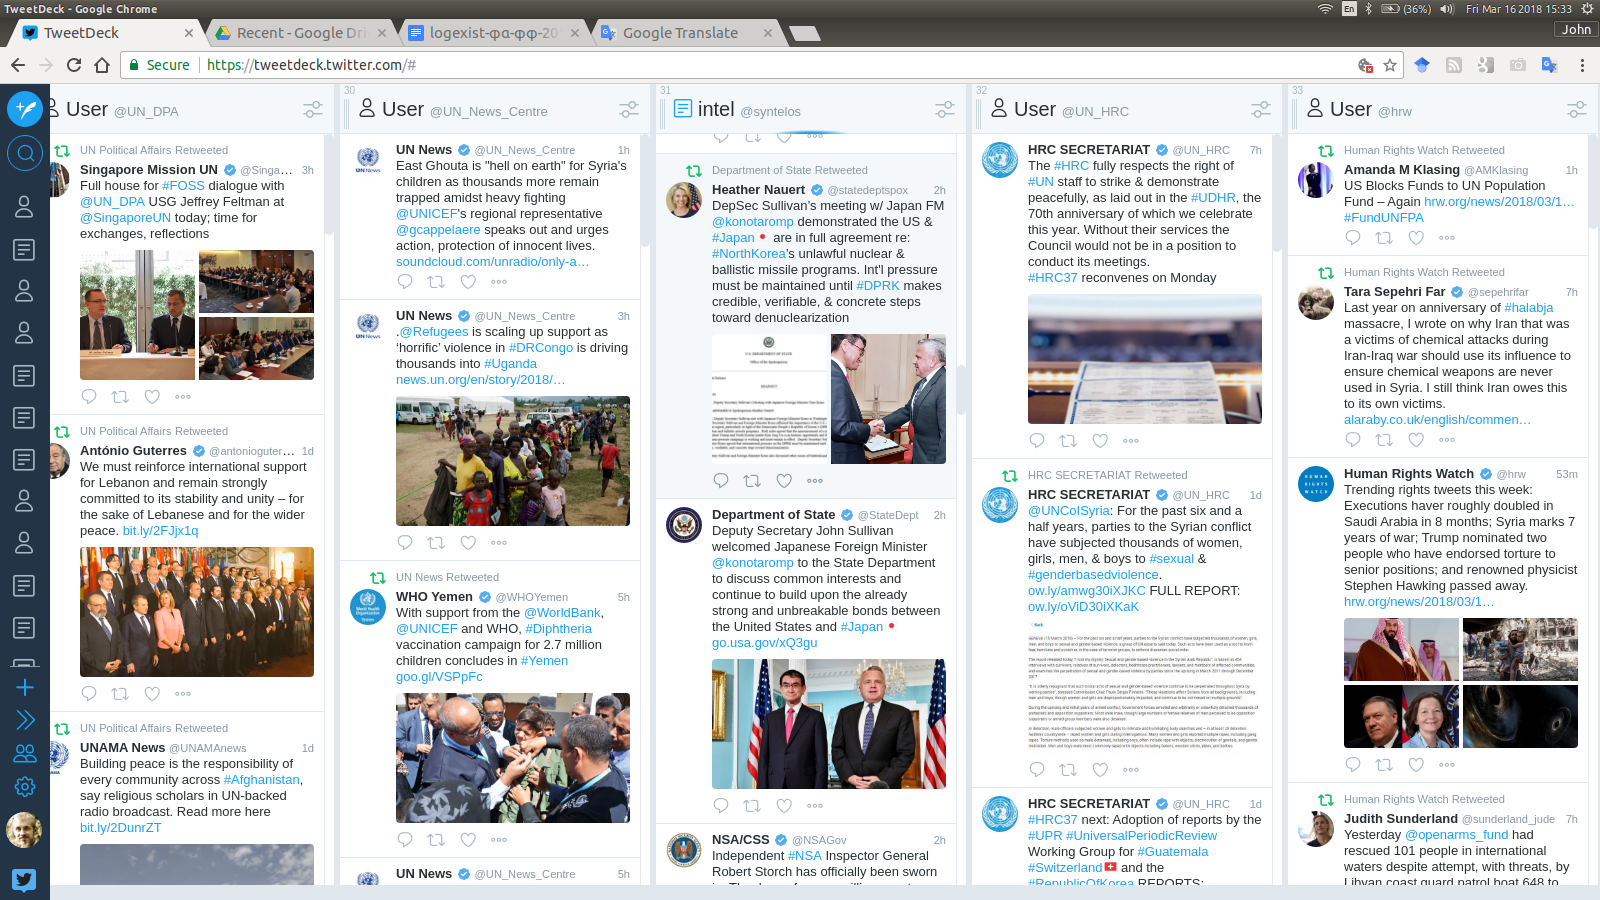 TweetDeck - Google Chrome
En
(36%)
Fri Mar 16 2018 15:33
TweetDeck
Recent - Google Dri
logexist-φα-φφ-20
Google Translate
John
Secure
https://tweetdeck.twitter.com/#
User @UN_DPA
UN Political Affairs Retweeted
Singapore Mission UN @Singa... 3h
Full house for #FOSS dialogue with
@UN_DPA USG Jeffrey Feltman at
@SingaporeUN today; time for
exchanges, reflections
UN Political Affairs Retweeted
António Guterres @antonioguter... 1d
We must reinforce international support
for Lebanon and remain strongly
committed to its stability and unity – for
the sake of Lebanese and for the wider
peace. bit.ly/2FJjx1q
UN Political Affairs Retweeted
UNAMA News @UNAMAnews 1d
Building peace is the responsibility of
every community across #Afghanistan,
say religious scholars in UN-backed
radio broadcast. Read more here
bit.ly/2DunrZT
30
User @UN_News_Centre
UN News @UN_News_Centre 1h
East Ghouta is "hell on earth" for Syria's
children as thousands more remain
trapped amidst heavy fighting
@UNICEF's regional representative
@gcappelaere speaks out and urges
action, protection of innocent lives.
soundcloud.com/unradio/only-a…
UN News @UN_News_Centre 3h
.@Refugees is scaling up support as
‘horrific’ violence in #DRCongo is driving
thousands into #Uganda
news.un.org/en/story/2018/…
UN News Retweeted
WHO Yemen @WHOYemen 5h
With support from the @WorldBank,
@UNICEF and WHO, #Diphtheria
vaccination campaign for 2.7 million
children concludes in #Yemen
goo.gl/VSPpFc
UN News @UN_News_Centre 5h
31
intel @syntelos
Department of State Retweeted
Heather Nauert @statedeptspox 2h
DepSec Sullivan’s meeting w/ Japan FM
@konotaromp demonstrated the US &
#Japan are in full agreement re:
#NorthKorea’s unlawful nuclear &
ballistic missile programs. Int'l pressure
must be maintained until #DPRK makes
credible, verifiable, & concrete steps
toward denuclearization
Department of State @StateDept 2h
Deputy Secretary John Sullivan
welcomed Japanese Foreign Minister
@konotaromp to the State Department
to discuss common interests and
continue to build upon the already
strong and unbreakable bonds between
the United States and #Japan
go.usa.gov/xQ3gu
NSA/CSS @NSAGov 2h
Independent #NSA Inspector General
Robert Storch has officially been sworn
32
User @UN_HRC
HRC SECRETARIAT @UN_HRC 7h
The #HRC fully respects the right of
#UN staff to strike & demonstrate
peacefully, as laid out in the #UDHR, the
70th anniversary of which we celebrate
this year. Without their services the
Council would not be in a position to
conduct its meetings.
#HRC37 reconvenes on Monday
HRC SECRETARIAT Retweeted
HRC SECRETARIAT @UN_HRC 1d
@UNCoISyria: For the past six and a
half years, parties to the Syrian conflict
have subjected thousands of women,
girls, men, & boys to #sexual &
#genderbasedviolence.
ow.ly/amwg30iXJKC FULL REPORT:
ow.ly/oViD30iXKaK
HRC SECRETARIAT @UN_HRC 1d
#HRC37 next: Adoption of reports by the
#UPR #UniversalPeriodicReview
Working Group for #Guatemala
#Switzerland and the
#RepublicOfKorea REPORTS:
33
User @hrw
Human Rights Watch Retweeted
Amanda M Klasing @AMKlasing 1h
US Blocks Funds to UN Population
Fund – Again hrw.org/news/2018/03/1…
#FundUNFPA
Human Rights Watch Retweeted
Tara Sepehri Far @sepehrifar 7h
Last year on anniversary of #halabja
massacre, I wrote on why Iran that was
a victims of chemical attacks during
Iran-Iraq war should use its influence to
ensure chemical weapons are never
used in Syria. I still think Iran owes this
to its own victims.
alaraby.co.uk/english/commen…
Human Rights Watch @hrw 53m
Trending rights tweets this week:
Executions haver roughly doubled in
Saudi Arabia in 8 months; Syria marks 7
years of war; Trump nominated two
people who have endorsed torture to
senior positions; and renowned physicist
Stephen Hawking passed away.
hrw.org/news/2018/03/1…
Human Rights Watch Retweeted
Judith Sunderland @sunderland_jude 7h
Yesterday @openarms_fund had
rescued 101 people in international
waters despite attempt, with threats, by
Libyan coast guard patrol boat 648 to